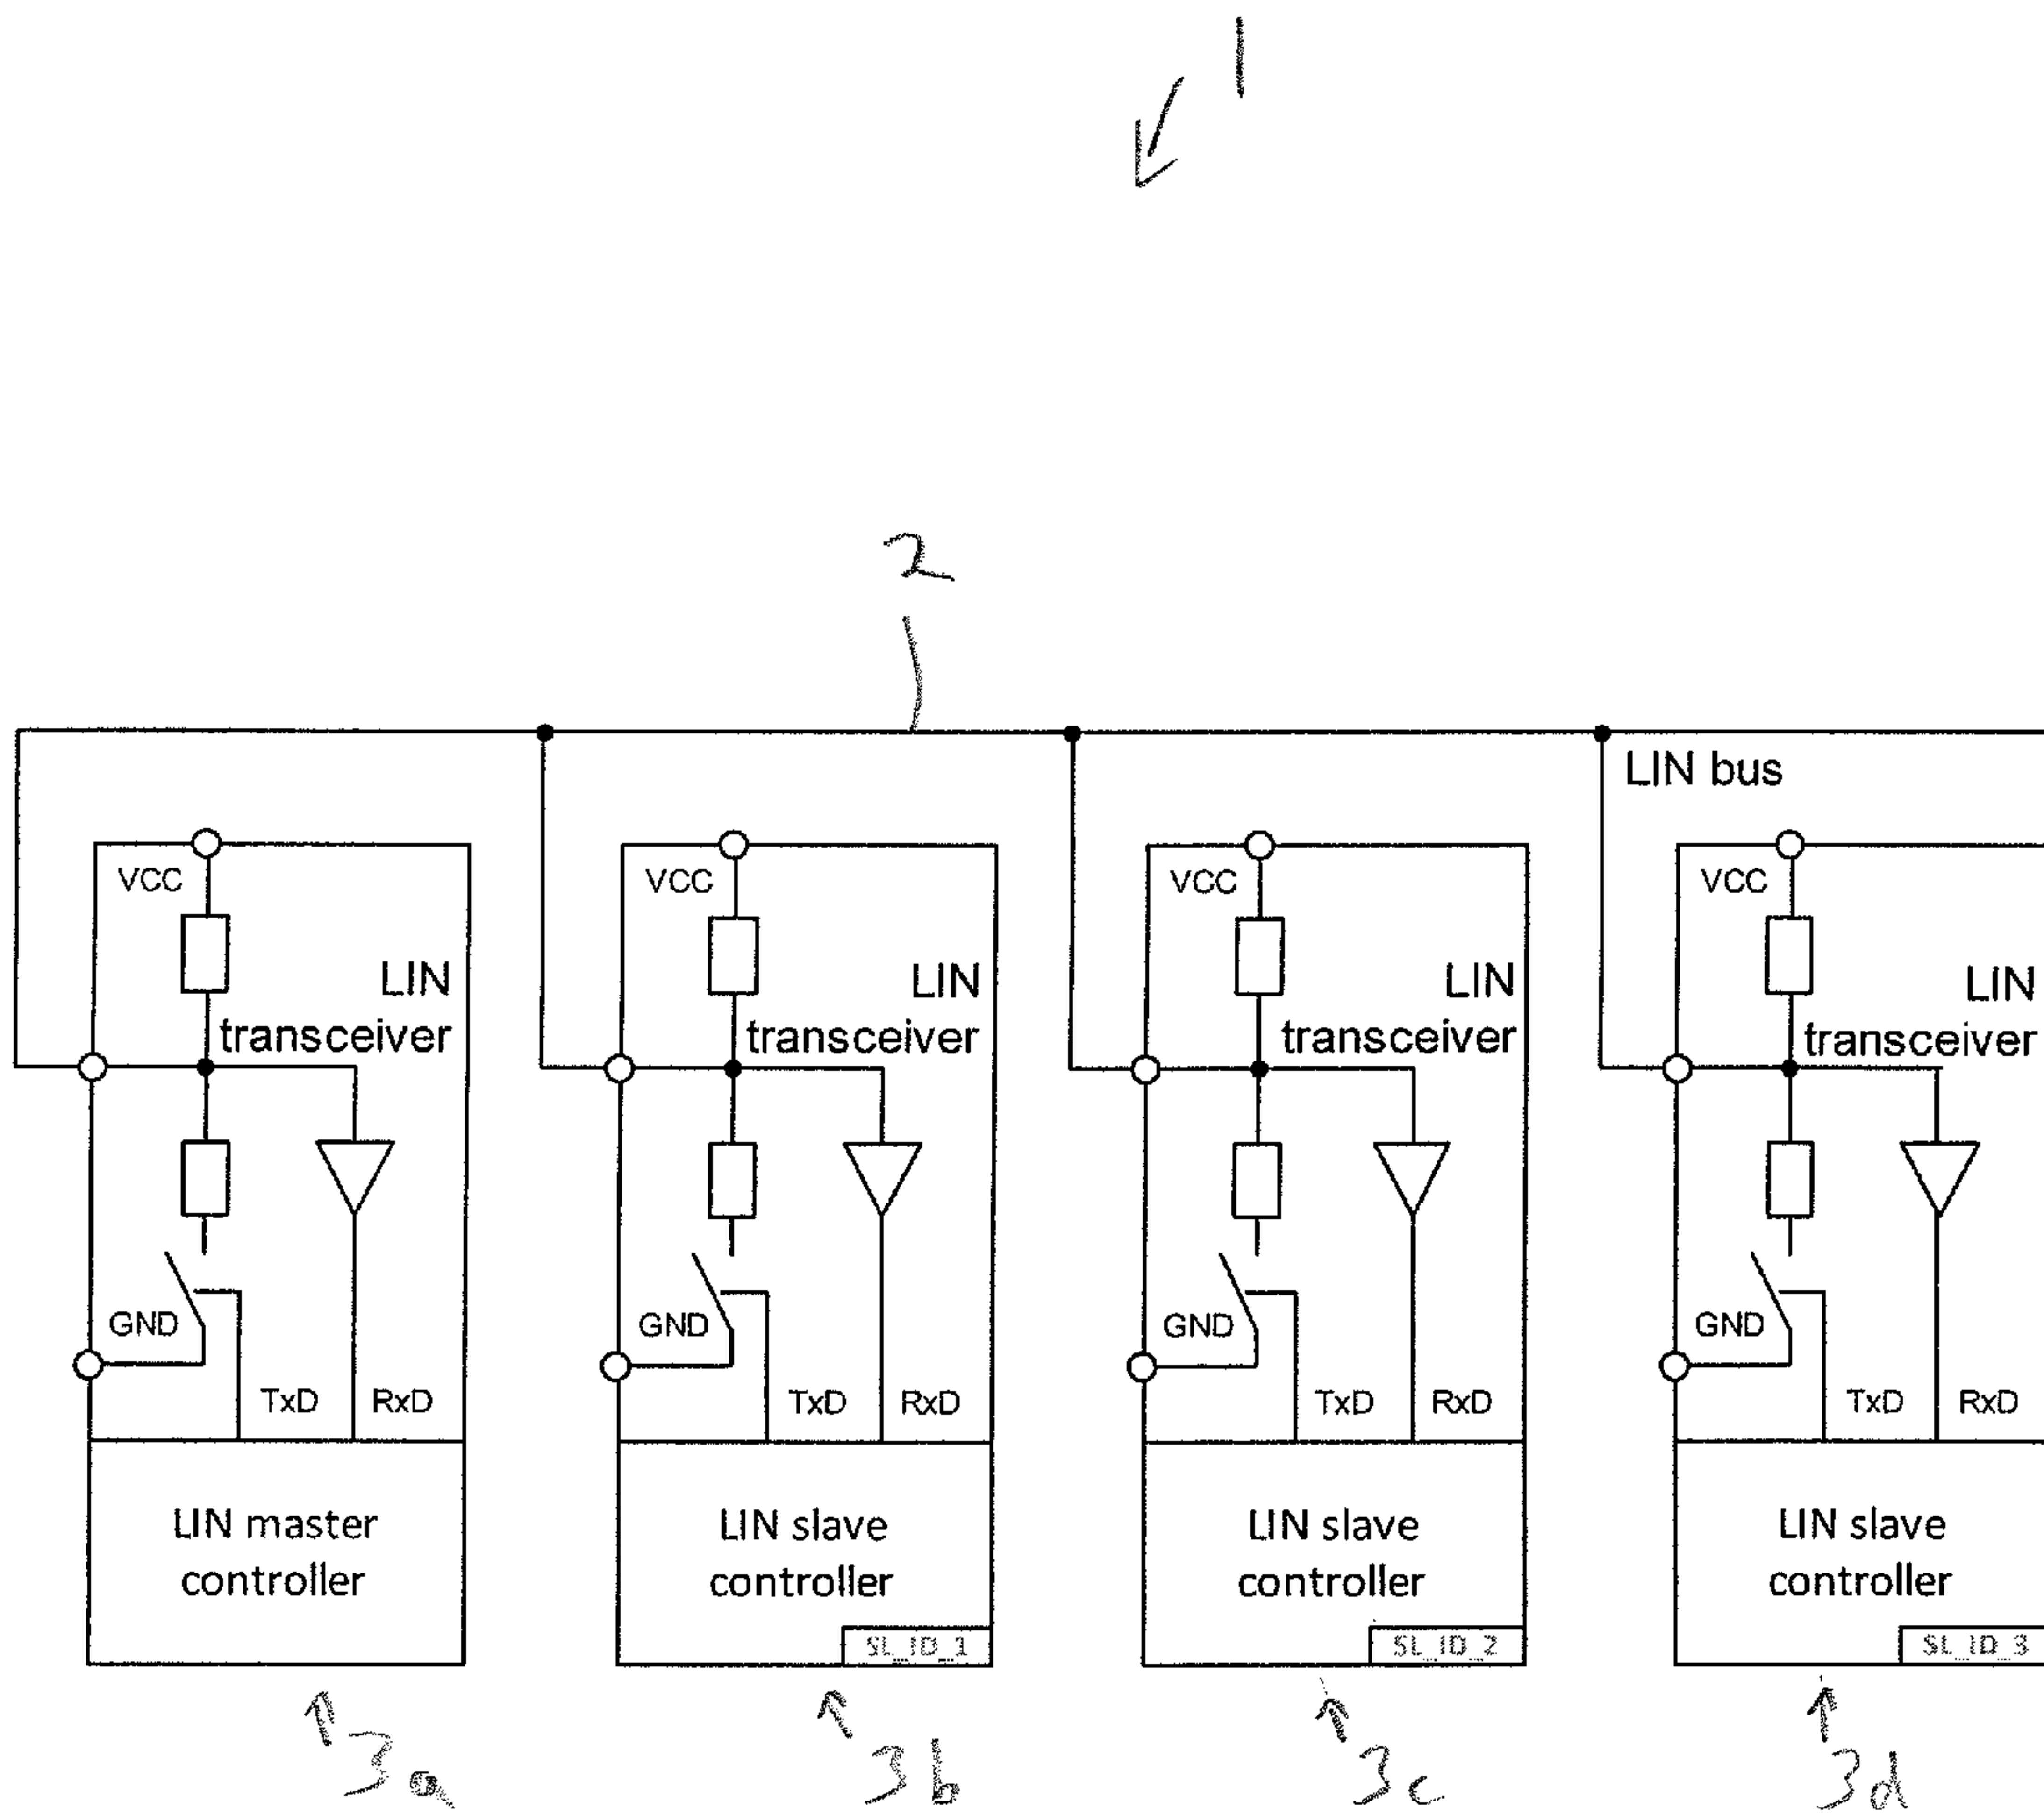 1
2
LIN bus
VCC
LIN
transceiver
GND
TxD
RxD
LIN master
controller
3a
VCC
LIN
transceiver
GND
TxD
RxD
LIN slave
controller
SL_ID_1
3b
VCC
LIN
transceiver
GND
TxD
RxD
LIN slave
controller
SL_ID_2
3c
VCC
LIN
transceiver
GND
TxD
RxD
LIN slave
controller
SL_ID_3
3d